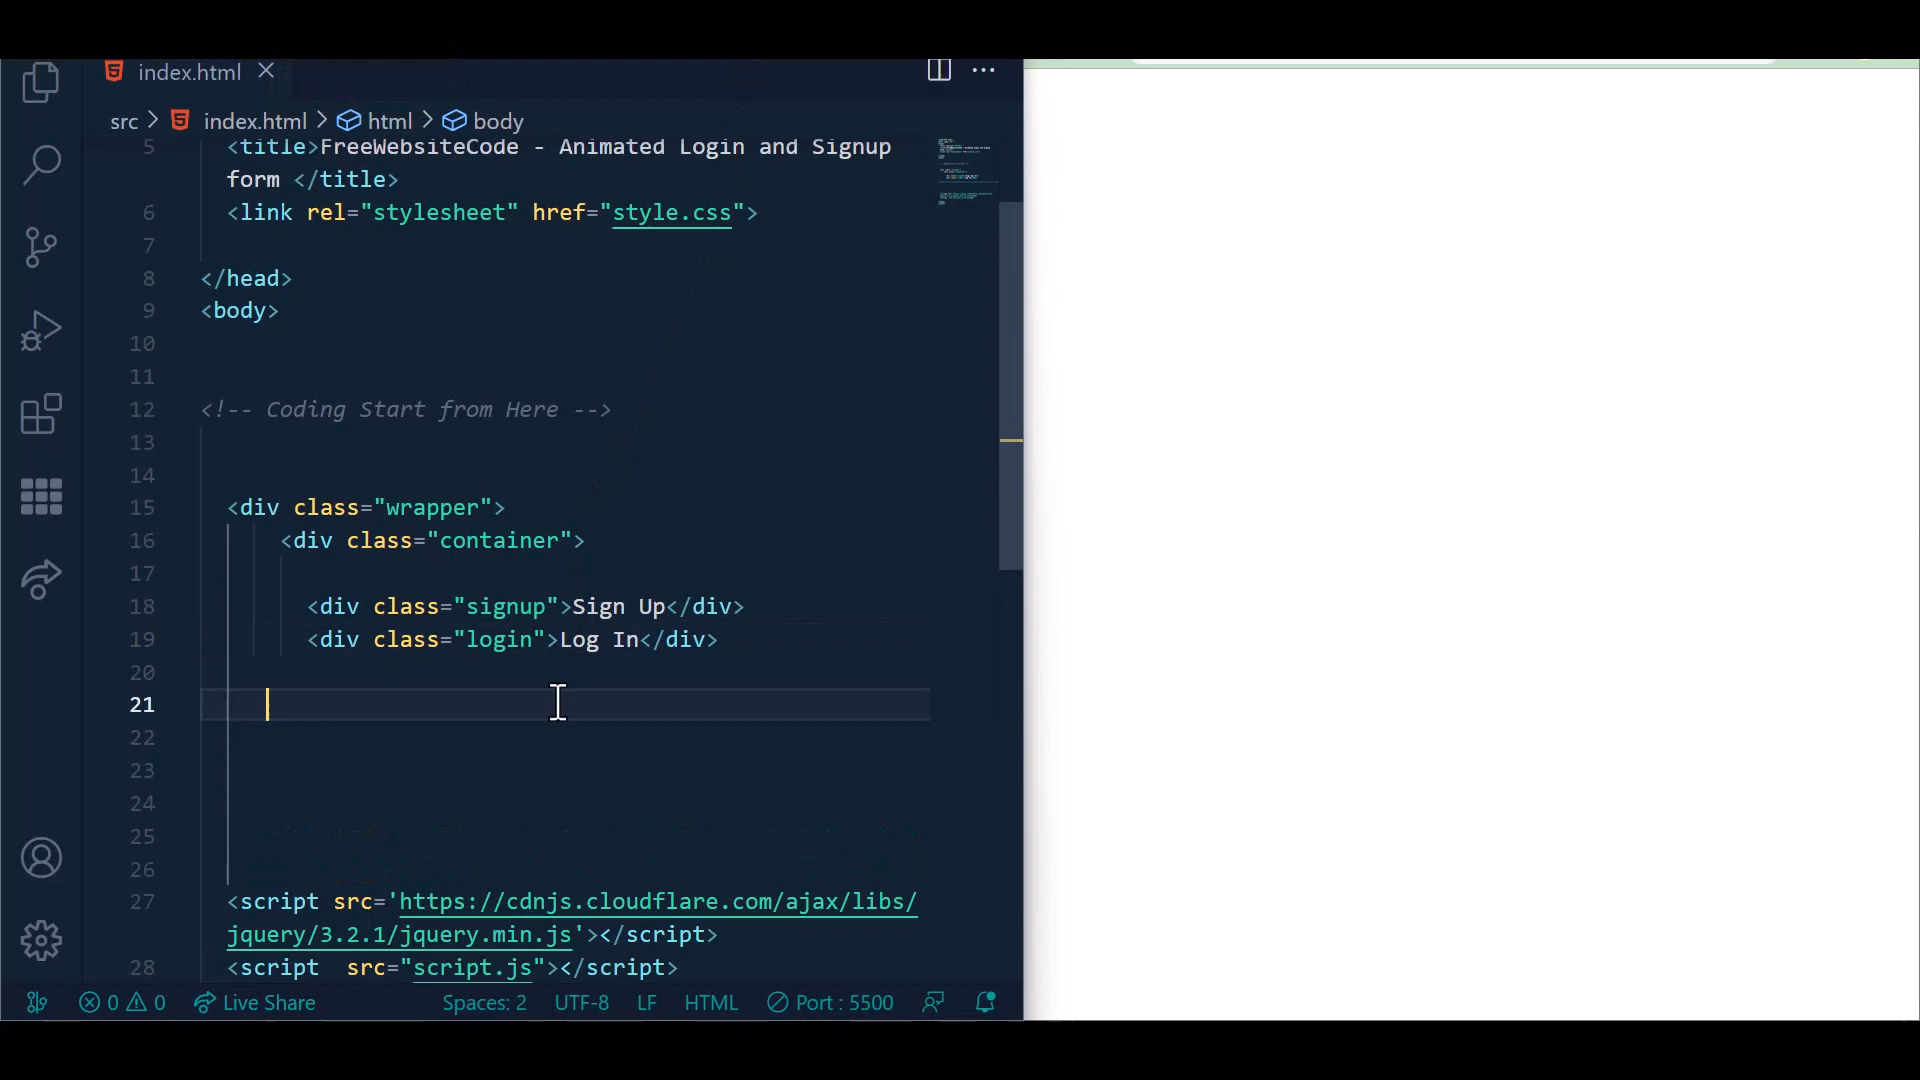 index.html
src > index.html > html > body
5 <title>FreeWebsiteCode - Animated Login and Signup
form </title>
6 <link rel="stylesheet" href="style.css">
7
8 </head>
9 <body>
10
11
12 <!-- Coding Start from Here -->
13
14
15 <div class="wrapper">
16 <div class="container">
17
18 <div class="signup">Sign Up</div>
19 <div class="login">Log In</div>
20
21
22
23
24
25
26
27 <script src='https://cdnjs.cloudflare.com/ajax/libs/
jquery/3.2.1/jquery.min.js'></script>
28 <script  src="script.js"></script>
0 0 Live Share Spaces: 2 UTF-8 LF HTML Port : 5500